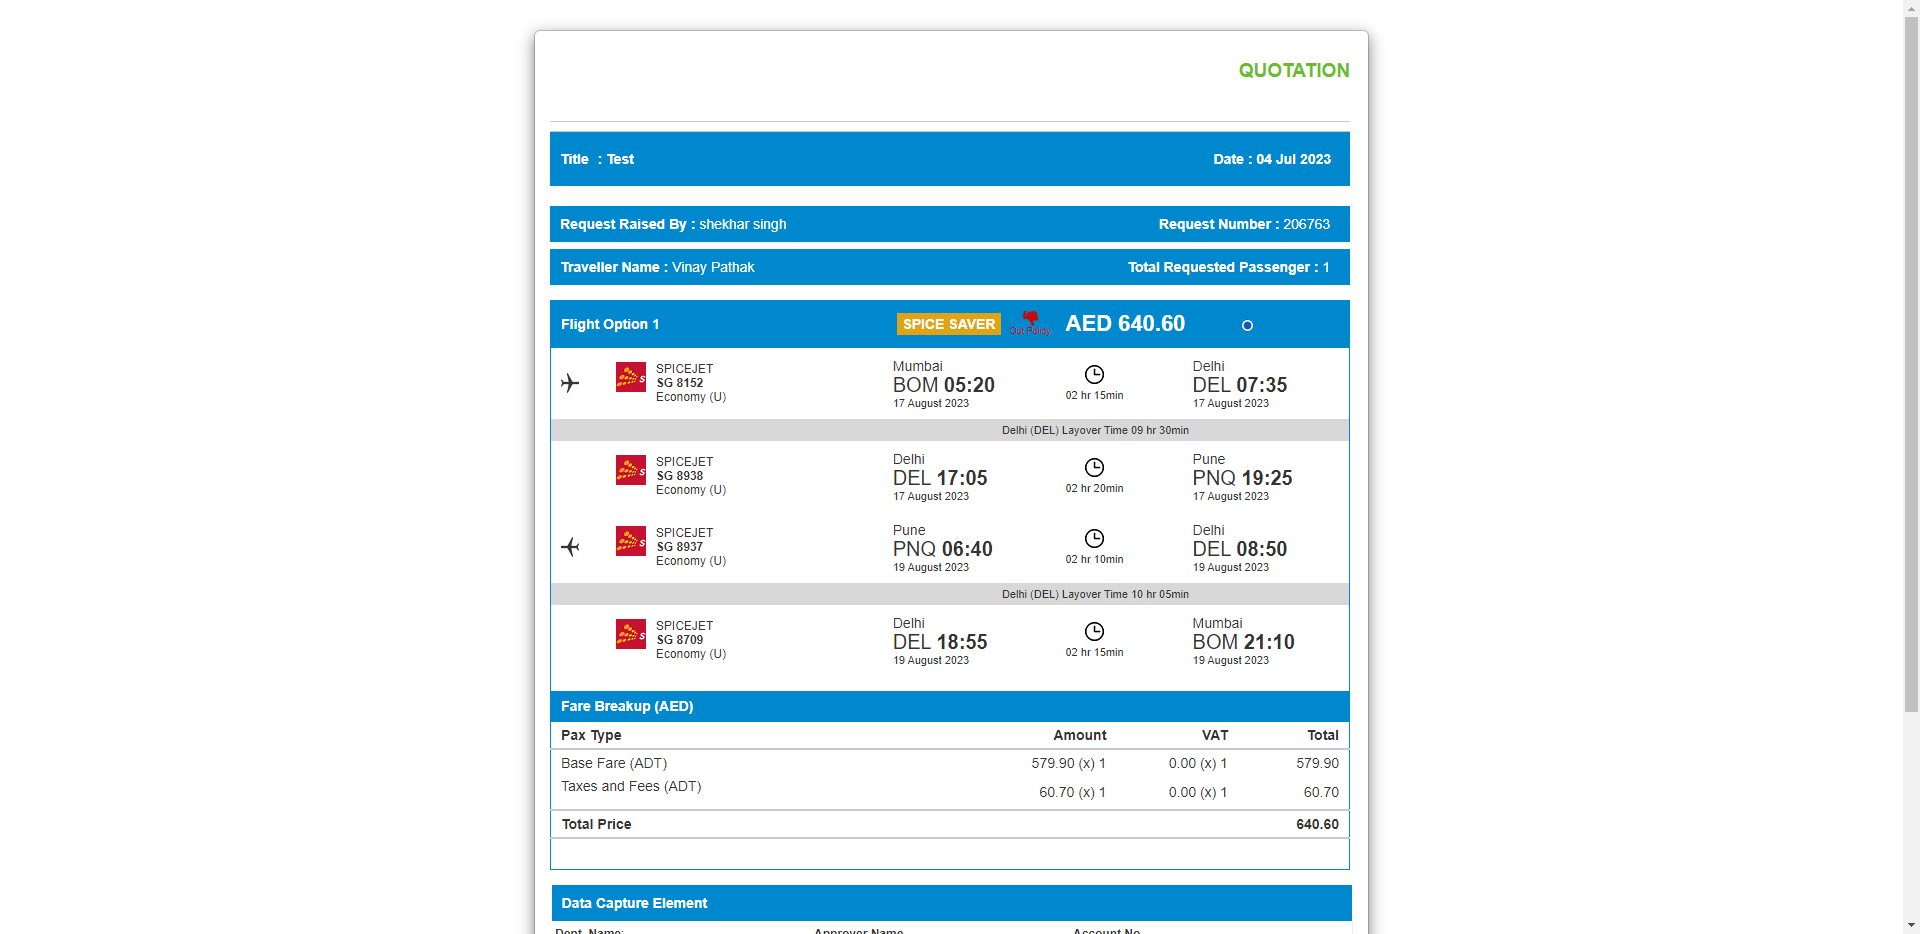 QUOTATION
Title : Test Date : 04 Jul 2023
Request Raised By : shekhar singh Request Number : 206763
Traveller Name : Vinay Pathak Total Requested Passenger : 1
Flight Option 1 SPICE SAVER Out Policy AED 640.60
SPICEJET
SG 8152
Economy (U)
Mumbai
BOM 05:20
17 August 2023
02 hr 15min
Delhi
DEL 07:35
17 August 2023
Delhi (DEL) Layover Time 09 hr 30min
SPICEJET
SG 8938
Economy (U)
Delhi
DEL 17:05
17 August 2023
02 hr 20min
Pune
PNQ 19:25
17 August 2023
SPICEJET
SG 8937
Economy (U)
Pune
PNQ 06:40
19 August 2023
02 hr 10min
Delhi
DEL 08:50
19 August 2023
Delhi (DEL) Layover Time 10 hr 05min
SPICEJET
SG 8709
Economy (U)
Delhi
DEL 18:55
19 August 2023
02 hr 15min
Mumbai
BOM 21:10
19 August 2023
Fare Breakup (AED)
Pax Type Amount VAT Total
Base Fare (ADT) 579.90 (x) 1 0.00 (x) 1 579.90
Taxes and Fees (ADT) 60.70 (x) 1 0.00 (x) 1 60.70
Total Price 640.60
Data Capture Element
Dept. Name: Approver Name Account No